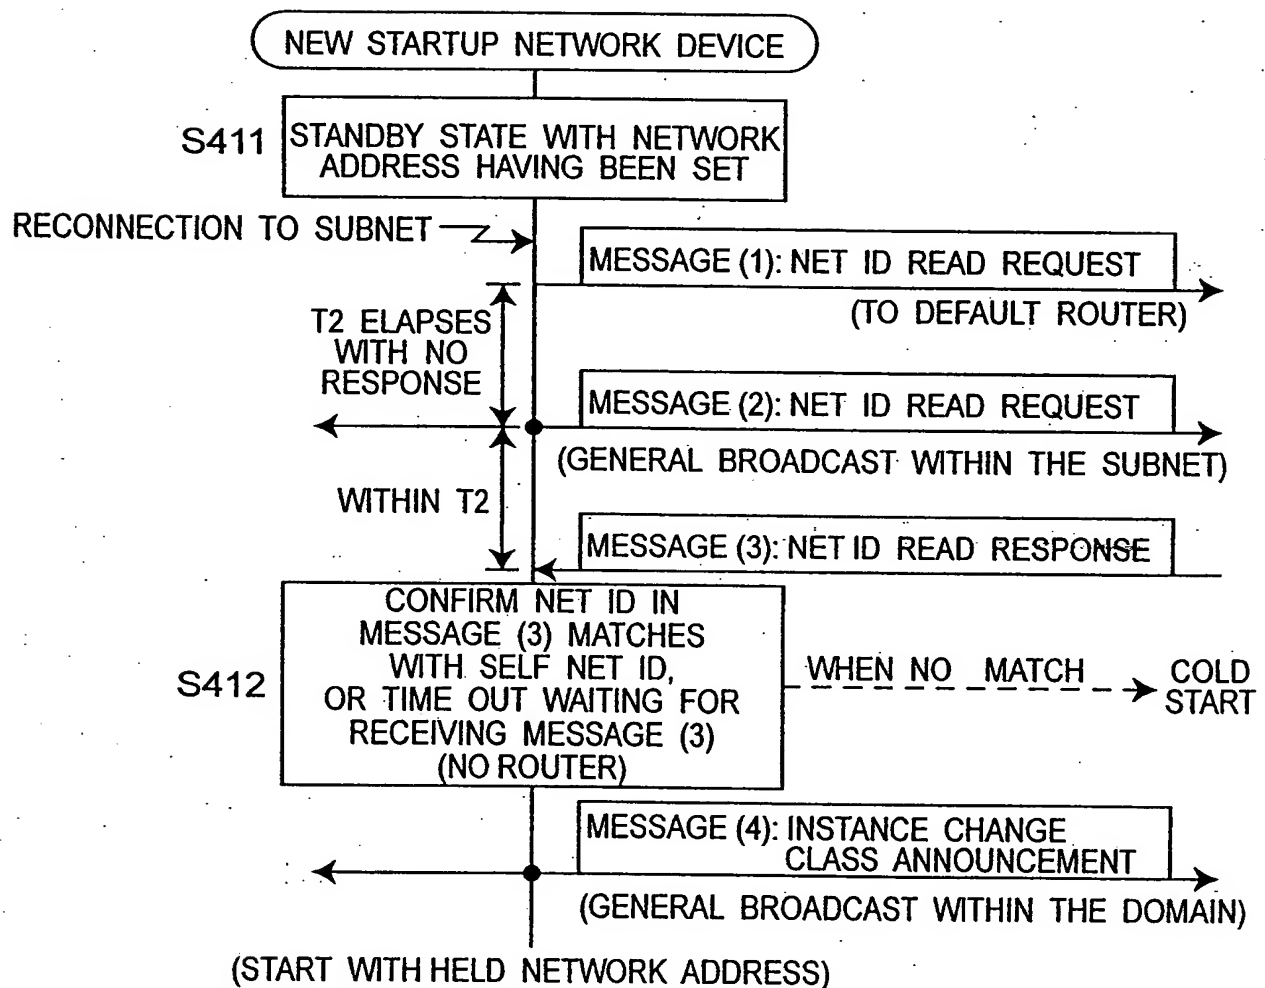 NEW STARTUP NETWORK DEVICE
S411
STANDBY STATE WITH NETWORK
ADDRESS HAVING BEEN SET
RECONNECTION TO SUBNET
MESSAGE (1): NET ID READ REQUEST
(TO DEFAULT ROUTER)
T2 ELAPSES
WITH NO
RESPONSE
MESSAGE (2): NET ID READ REQUEST
(GENERAL BROADCAST WITHIN THE SUBNET)
WITHIN T2
MESSAGE (3): NET ID READ RESPONSE
S412
CONFIRM NET ID IN
MESSAGE (3) MATCHES
WITH SELF NET ID,
OR TIME OUT WAITING FOR
RECEIVING MESSAGE (3)
(NO ROUTER)
WHEN NO MATCH
COLD
START
MESSAGE (4): INSTANCE CHANGE
CLASS ANNOUNCEMENT
(GENERAL BROADCAST WITHIN THE DOMAIN)
(START WITH HELD NETWORK ADDRESS)